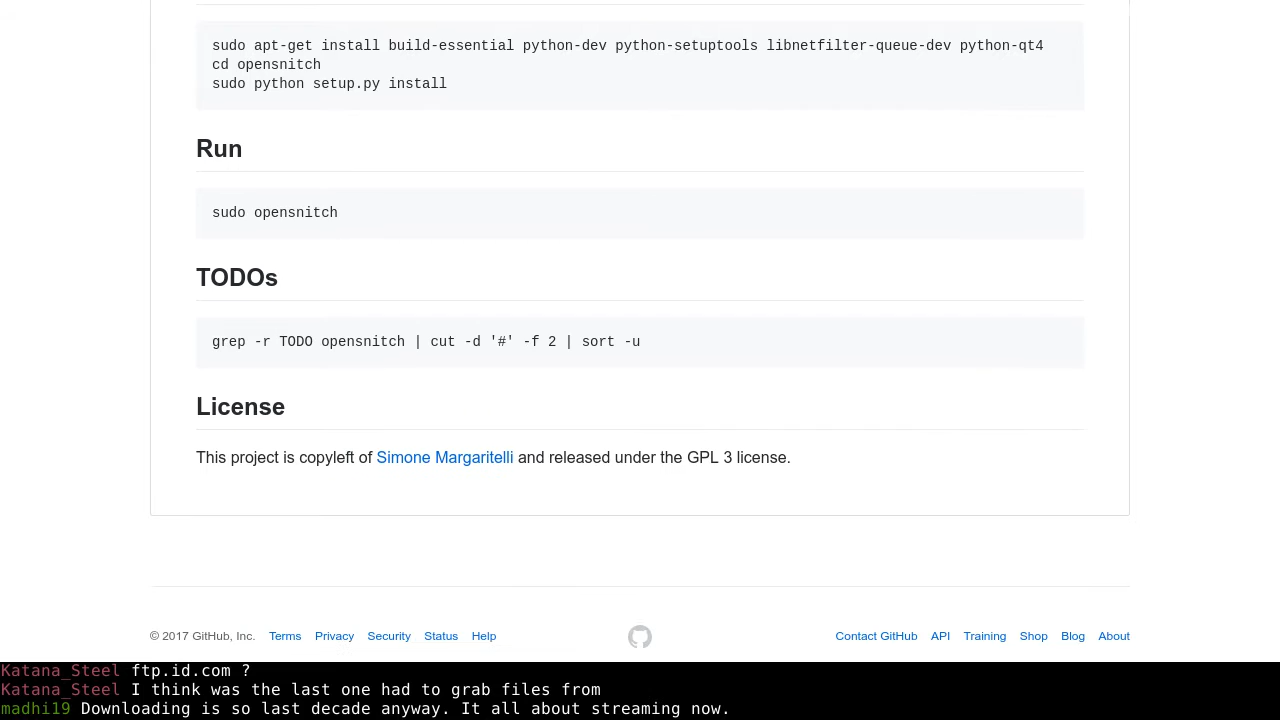 sudo apt-get install build-essential python-dev python-setuptools libnetfilter-queue-dev python-qt4
cd opensnitch
sudo python setup.py install
Run
sudo opensnitch
TODOs
grep -r TODO opensnitch | cut -d '#' -f 2 | sort -u
License
This project is copyleft of Simone Margaritelli and released under the GPL 3 license.
© 2017 GitHub, Inc. Terms Privacy Security Status Help Contact GitHub API Training Shop Blog About
Katana_Steel ftp.id.com ?
Katana_Steel I think was the last one had to grab files from
madhi19 Downloading is so last decade anyway. It all about streaming now.